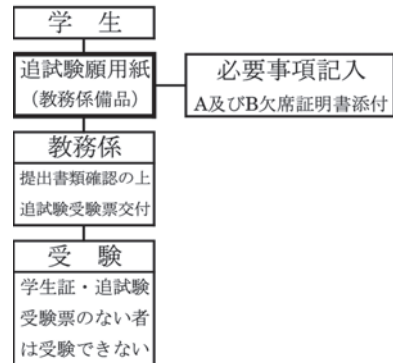 学　生
追試験願用紙
(教務係備品)
必要事項記入
A及びB欠席証明書添付
教務係
提出書類確認の上
追試験受験票交付
受　験
学生証・追試験
受験票のない者
は受験できない